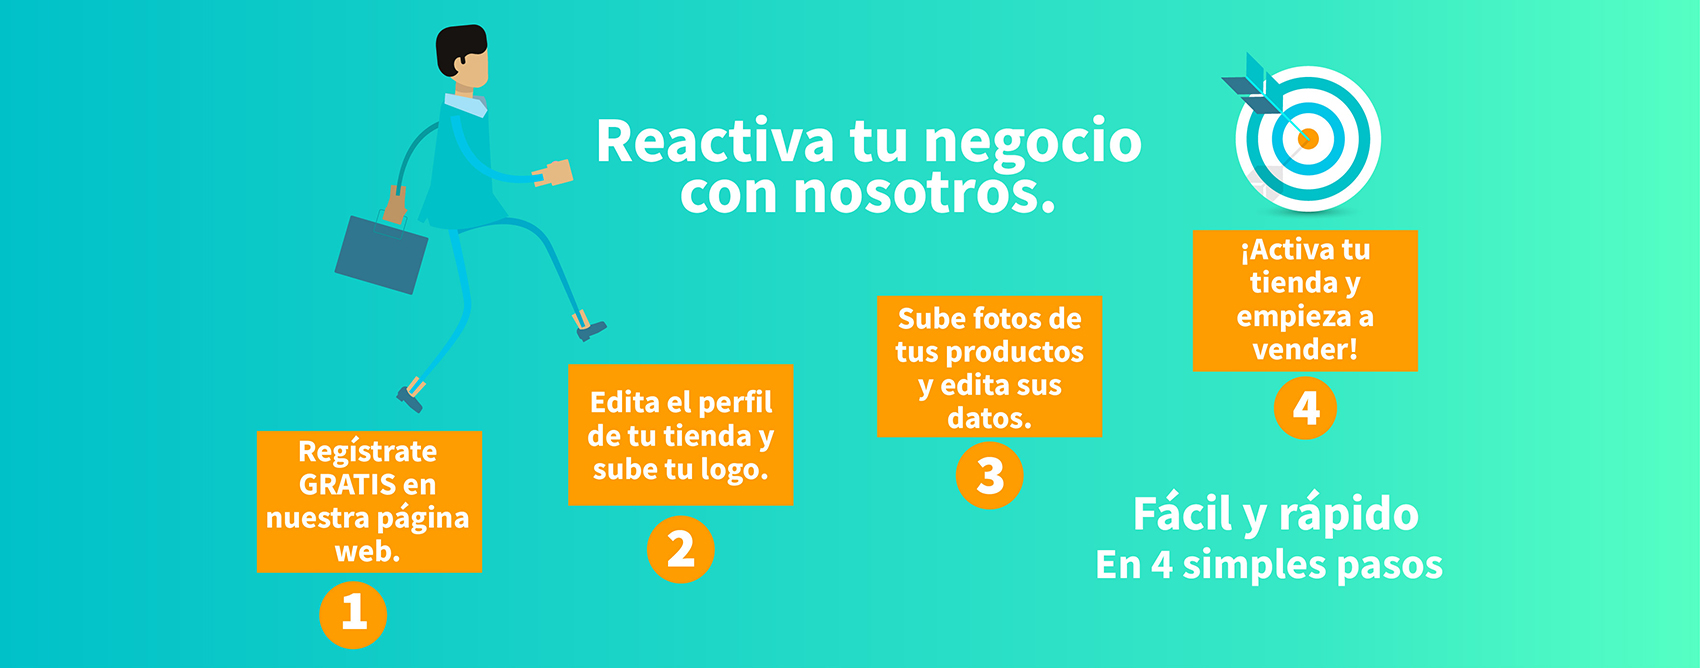 Reactiva tu negocio
con nosotros.
Regístrate
GRATIS en
nuestra página
web.
1
Edita el perfil
de tu tienda y
sube tu logo.
2
Sube fotos de
tus productos
y edita sus
datos.
3
¡Activa tu
tienda y
empieza a
vender!
4
Fácil y rápido
En 4 simples pasos